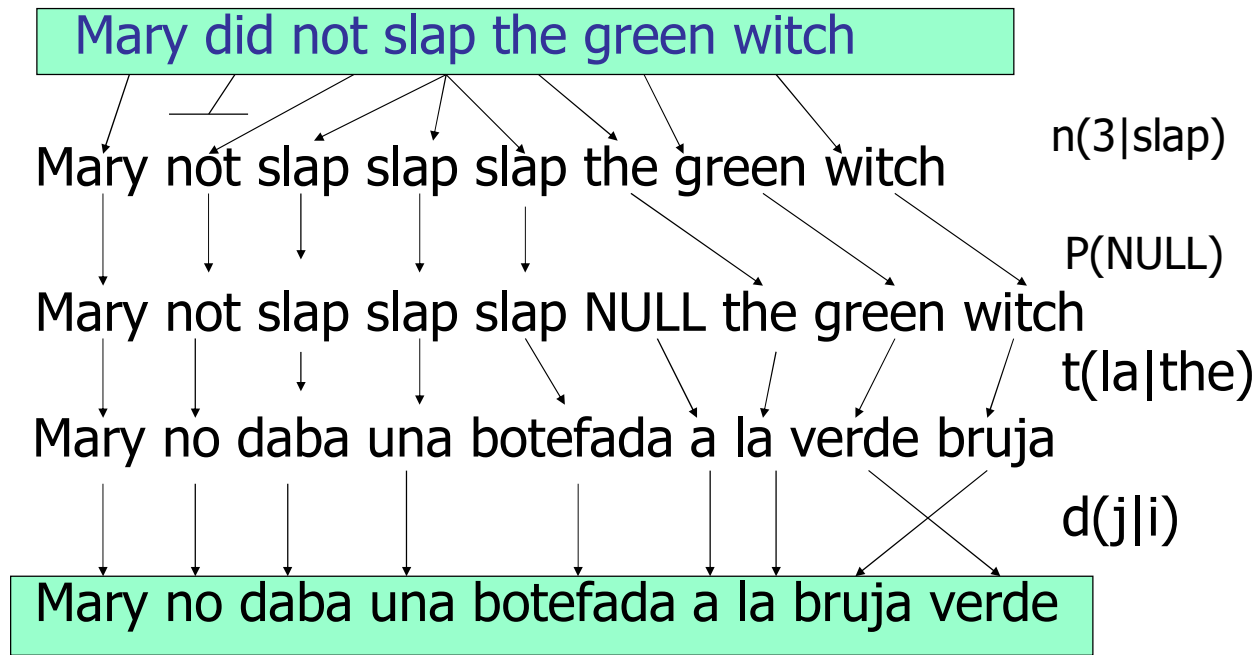 Mary did not slap the green witch
n(3|slap)
Mary not slap slap slap the green witch
P(NULL)
Mary not slap slap slap NULL the green witch
t(la|the)
Mary no daba una botefada a la verde bruja
d(j|i)
Mary no daba una botefada a la bruja verde